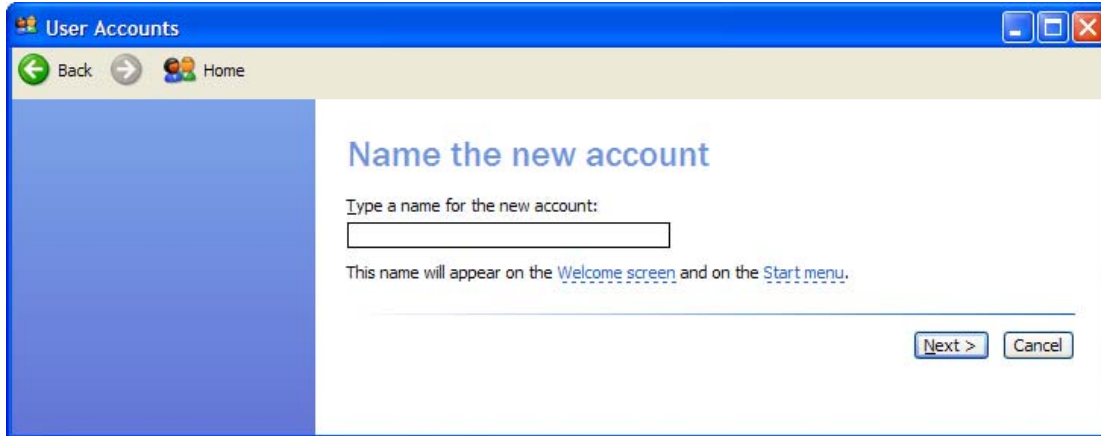 User Accounts
Back Home
Name the new account
Type a name for the new account:
This name will appear on the Welcome screen and on the Start menu.
Next > Cancel